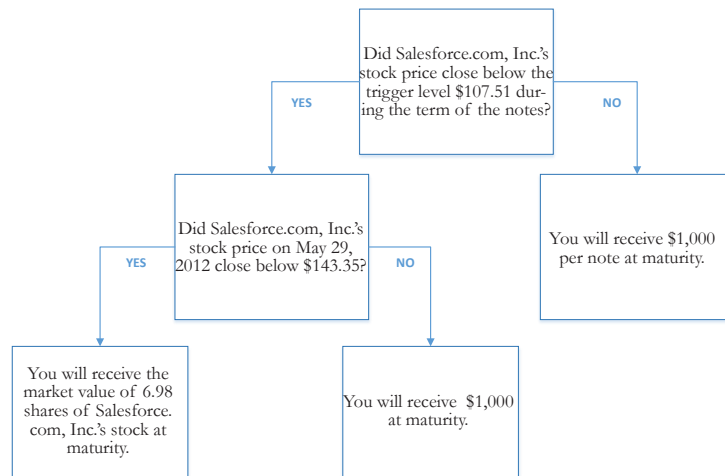 Did Salesforce.com, Inc.'s
stock price close below the
trigger level $107.51 dur-
ing the term of the notes?
YES
NO
Did Salesforce.com, Inc.'s
stock price on May 29,
2012 close below $143.35?
You will receive $1,000
per note at maturity.
YES
NO
You will receive the
market value of 6.98
shares of Salesforce.
com, Inc.'s stock at
maturity.
You will receive $1,000
at maturity.